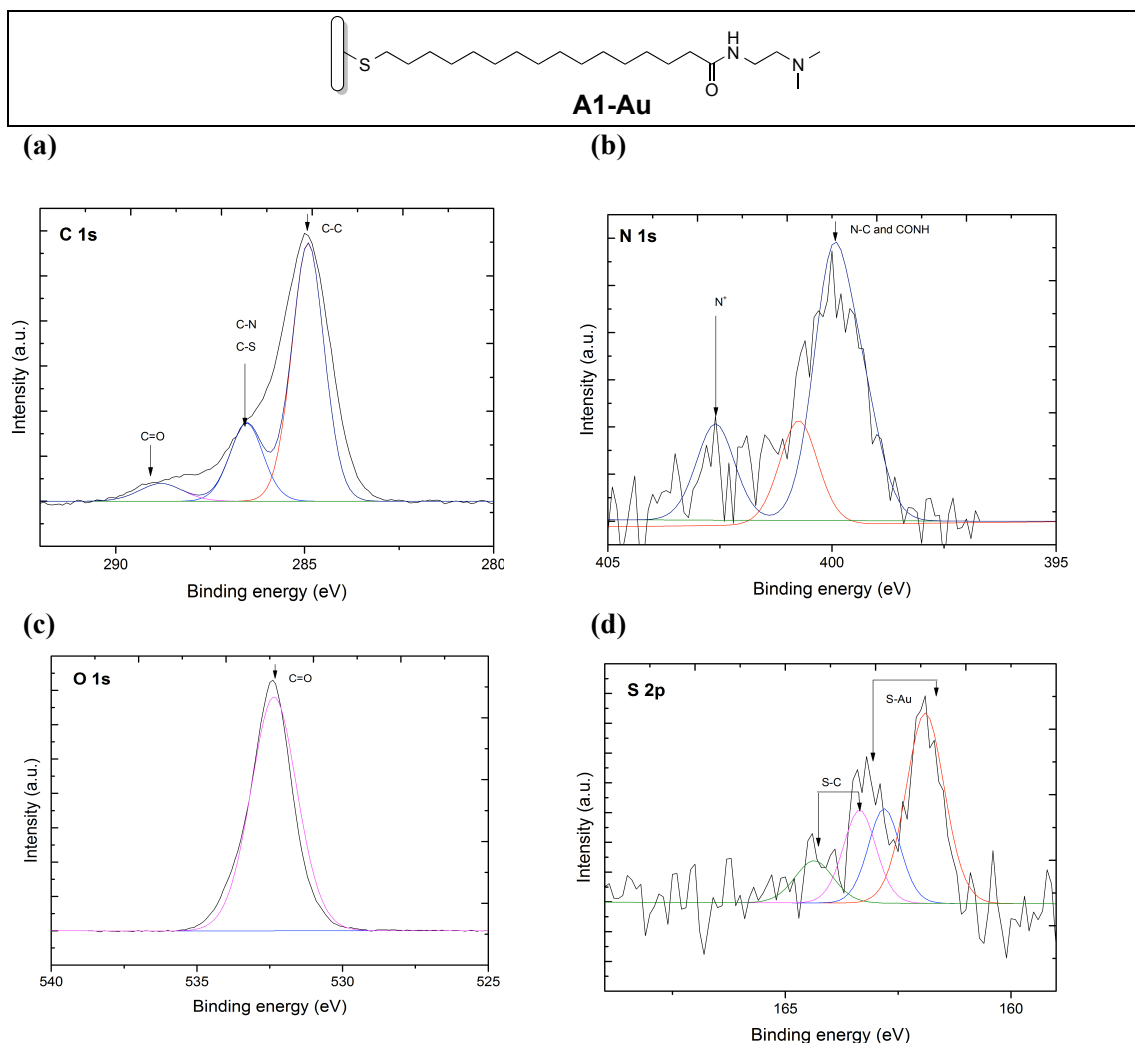 H
N
N
S
O
A1-Au
(a)
(b)
C 1s
C-C
C-N
C-S
C=O
Intensity (a.u.)
290
285
280
Binding energy (eV)
N 1s
N-C and CONH
N⁺
Intensity (a.u.)
405
400
395
Binding energy (eV)
(c)
(d)
O 1s
C=O
Intensity (a.u.)
540
535
530
525
Binding energy (eV)
S 2p
S-Au
S-C
Intensity (a.u.)
165
160
Binding energy (eV)